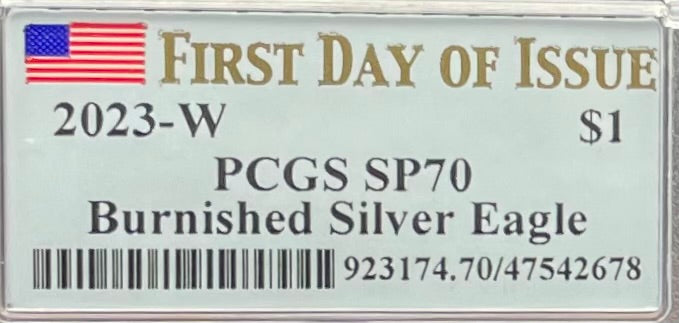 FIRST DAY OF ISSUE
2023-W $1
PCGS SP70
Burnished Silver Eagle
923174.70/47542678